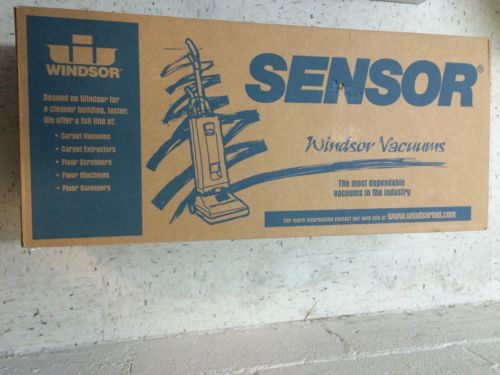 WINDSOR®
Depend on Windsor for
a cleaner building, faster.
We offer a full line of:
• Carpet Vacuums
• Carpet Extractors
• Floor Scrubbers
• Floor Machines
• Floor Sweepers
SENSOR®
Windsor Vacuums
The most dependable
vacuums in the industry
For more information contact our web site at www.windsorind.com